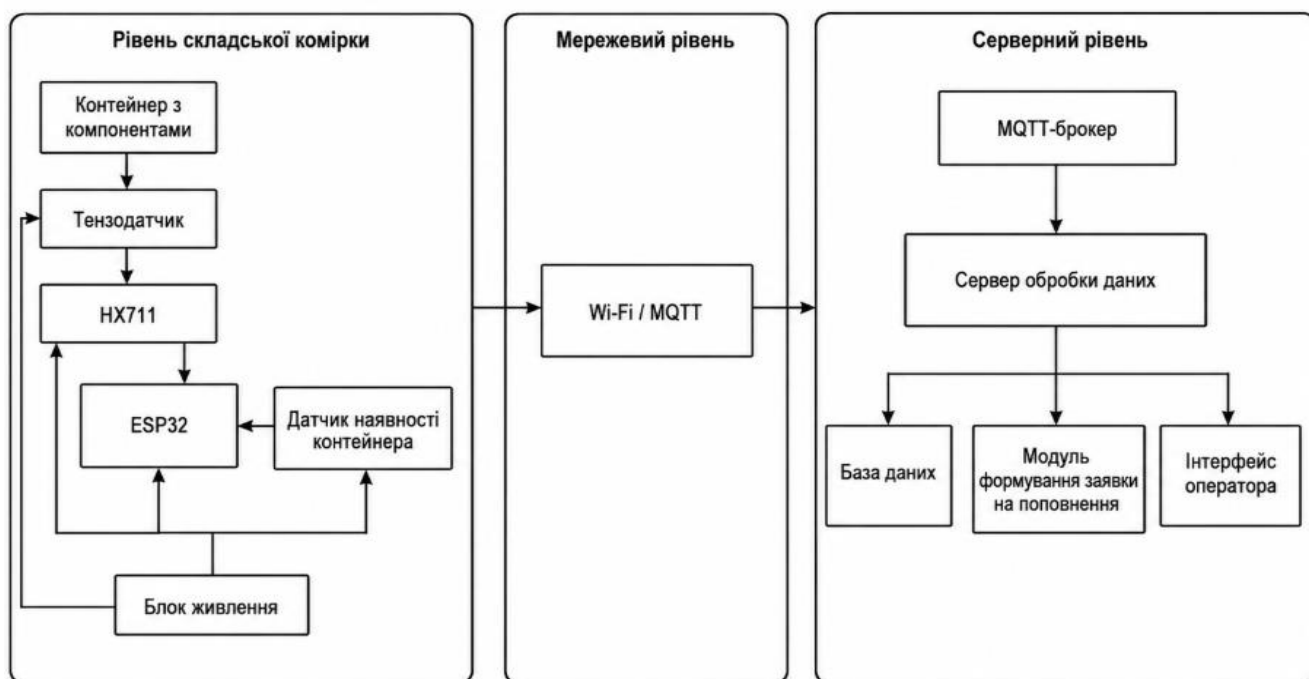 Рівень складської комірки
Контейнер з
компонентами
Тензодатчик
HX711
ESP32
Датчик наявності
контейнера
Блок живлення
Мережевий рівень
Wi-Fi / MQTT
Серверний рівень
MQTT-брокер
Сервер обробки даних
База даних
Модуль
формування заявки
на поповнення
Інтерфейс
оператора